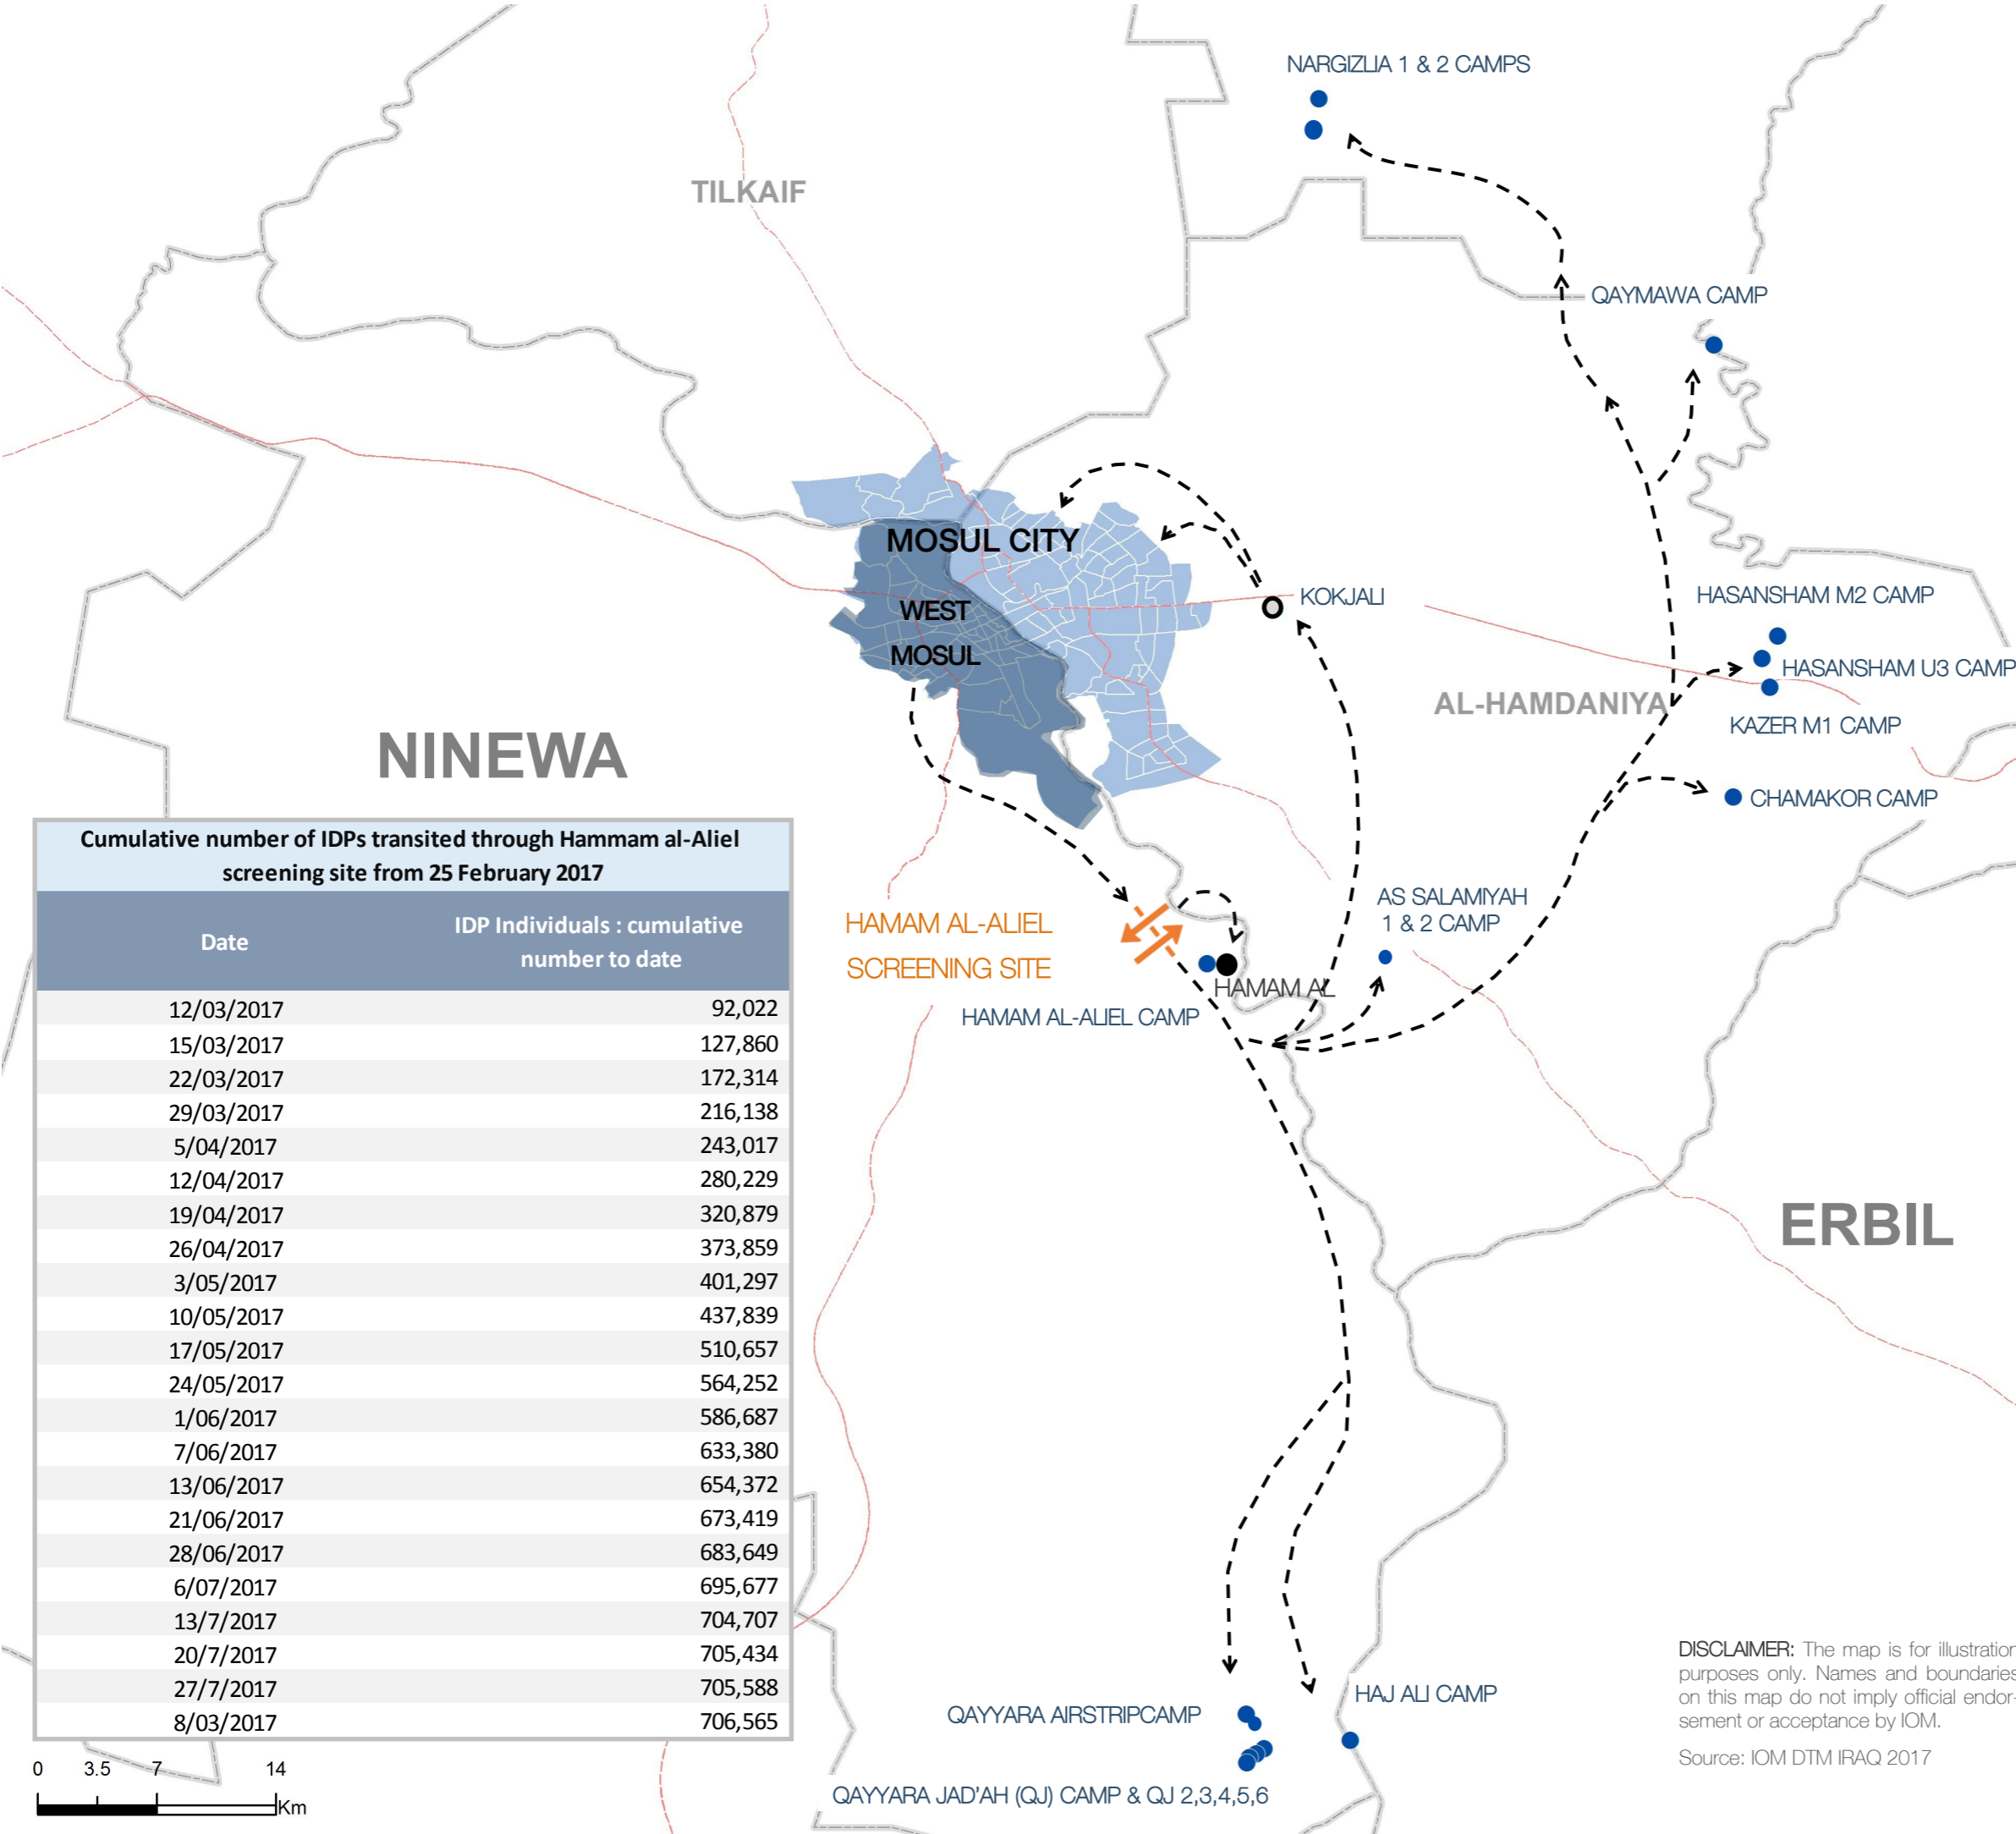 NARGIZLIA 1 & 2 CAMPS
TILKAIF
QAYMAWA CAMP
MOSUL CITY
WEST
MOSUL
KOKJALI
HASANSHAM M2 CAMP
HASANSHAM U3 CAMP
AL-HAMDANIYA
KAZER M1 CAMP
NINEWA
CHAMAKOR CAMP
Cumulative number of IDPs transited through Hammam al-Aliel
screening site from 25 February 2017
Date IDP Individuals : cumulative
number to date
12/03/2017 92,022
15/03/2017 127,860
22/03/2017 172,314
29/03/2017 216,138
5/04/2017 243,017
12/04/2017 280,229
19/04/2017 320,879
26/04/2017 373,859
3/05/2017 401,297
10/05/2017 437,839
17/05/2017 510,657
24/05/2017 564,252
1/06/2017 586,687
7/06/2017 633,380
13/06/2017 654,372
21/06/2017 673,419
28/06/2017 683,649
6/07/2017 695,677
13/7/2017 704,707
20/7/2017 705,434
27/7/2017 705,588
8/03/2017 706,565
HAMAM AL-ALIEL
SCREENING SITE
AS SALAMIYAH
1 & 2 CAMP
HAMAM AL
HAMAM AL-ALIEL CAMP
ERBIL
QAYYARA AIRSTRIPCAMP
HAJ ALI CAMP
QAYYARA JAD'AH (QJ) CAMP & QJ 2,3,4,5,6
0 3.5 7 14
Km
DISCLAIMER: The map is for illustration
purposes only. Names and boundaries
on this map do not imply official endor-
sement or acceptance by IOM.
Source: IOM DTM IRAQ 2017